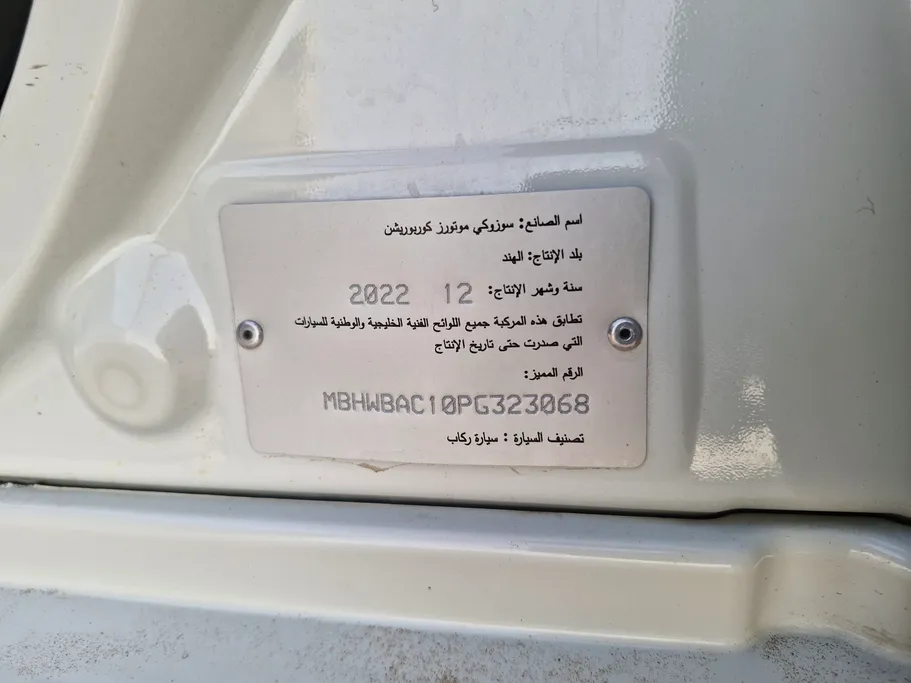 اسم الصانع: سوزوكي موتورز كوربوريشن
بلد الإنتاج: الهند
سنة وشهر الإنتاج: 12 2022
تطابق هذه المركبة جميع اللوائح الفنية الخليجية والوطنية للسيارات
التي صدرت حتى تاريخ الإنتاج
الرقم المميز:
MBHWBAC10PG323068
تصنيف السيارة : سيارة ركاب